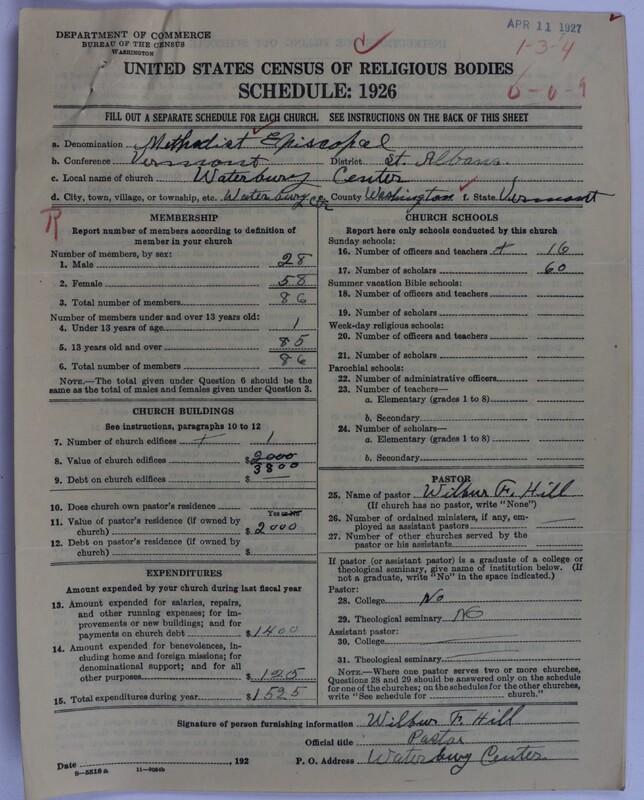 DEPARTMENT OF COMMERCE
BUREAU OF THE CENSUS
WASHINGTON
APR 11 1927
1-3-4
UNITED STATES CENSUS OF RELIGIOUS BODIES
SCHEDULE: 1926
FILL OUT A SEPARATE SCHEDULE FOR EACH CHURCH. SEE INSTRUCTIONS ON THE BACK OF THIS SHEET
a. Denomination Methodist Episcopal
b. Conference Vermont District St. Albans
c. Local name of church Waterbury Center
d. City, town, village, or township, etc. Waterbury Ctr County Washington f. State Vermont
MEMBERSHIP
Report number of members according to definition of member in your church
Number of members, by sex:
1. Male 28
2. Female 58
3. Total number of members 86
Number of members under and over 13 years old:
4. Under 13 years of age 1
5. 13 years old and over 85
6. Total number of members 86
NOTE.—The total given under Question 6 should be the same as the total of males and females given under Question 3.
CHURCH BUILDINGS
See instructions, paragraphs 10 to 12
7. Number of church edifices 1
8. Value of church edifices $2000
3800
9. Debt on church edifices $
10. Does church own pastor's residence
Yes or No
11. Value of pastor's residence (if owned by church) $2000
12. Debt on pastor's residence (if owned by church) $
EXPENDITURES
Amount expended by your church during last fiscal year
13. Amount expended for salaries, repairs, and other running expenses; for improvements or new buildings; and for payments on church debt $1400
14. Amount expended for benevolences, including home and foreign missions; for denominational support; and for all other purposes $125
15. Total expenditures during year $1525
CHURCH SCHOOLS
Report here only schools conducted by this church
Sunday schools:
16. Number of officers and teachers 16
17. Number of scholars 60
Summer vacation Bible schools:
18. Number of officers and teachers
19. Number of scholars
Week-day religious schools:
20. Number of officers and teachers
21. Number of scholars
Parochial schools:
22. Number of administrative officers
23. Number of teachers—
a. Elementary (grades 1 to 8)
b. Secondary
24. Number of scholars—
a. Elementary (grades 1 to 8)
b. Secondary
PASTOR
25. Name of pastor Wilbur F. Hill
(If church has no pastor, write "None")
26. Number of ordained ministers, if any, employed as assistant pastors
27. Number of other churches served by the pastor or his assistants
If pastor (or assistant pastor) is a graduate of a college or theological seminary, give name of institution below. (If not a graduate, write "No" in the space indicated.)
Pastor:
28. College No
29. Theological seminary No
Assistant pastor:
30. College
31. Theological seminary
NOTE.—Where one pastor serves two or more churches, Questions 28 and 29 should be answered only on the schedule for one of the churches; on the schedules for the other churches, write "See schedule for church."
Signature of person furnishing information Wilbur F. Hill
Official title Pastor
Date , 192 P. O. Address Waterbury Center